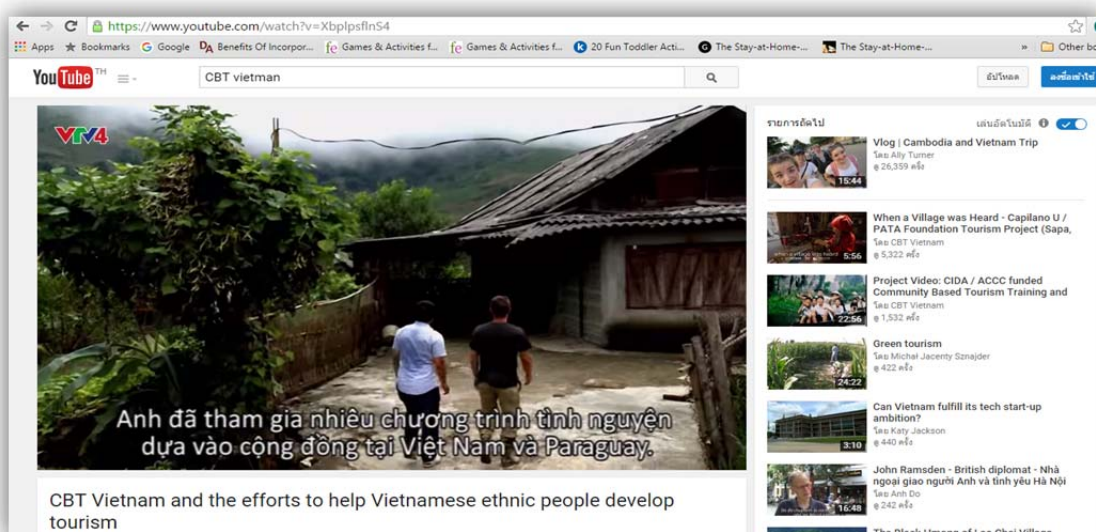 https://www.youtube.com/watch?v=XbpIpsfInS4
Apps Bookmarks Google Benefits Of Incorpor... Games & Activities f... Games & Activities f... 20 Fun Toddler Acti... The Stay-at-Home-... The Stay-at-Home-... » Other bo
YouTube TH
CBT vietman
อัปโหลด
ลงชื่อเข้าใช้
VTV4
Anh đã tham gia nhiều chương trình tình nguyện
dựa vào cộng đồng tại Việt Nam và Paraguay.
CBT Vietnam and the efforts to help Vietnamese ethnic people develop
tourism
รายการถัดไป
เล่นอัตโนมัติ
Vlog | Cambodia and Vietnam Trip
โดย Ally Turner
ดู 26,359 ครั้ง
15:44
When a Village was Heard - Capilano U /
PATA Foundation Tourism Project (Sapa,
โดย CBT Vietnam
ดู 5,322 ครั้ง
5:56
Project Video: CIDA / ACCC funded
Community Based Tourism Training and
โดย CBT Vietnam
ดู 1,532 ครั้ง
22:56
Green tourism
โดย Michał Jacenty Sznajder
ดู 422 ครั้ง
24:22
Can Vietnam fulfill its tech start-up
ambition?
โดย Katy Jackson
ดู 440 ครั้ง
3:10
John Ramsden - British diplomat - Nhà
ngoại giao người Anh và tình yêu Hà Nội
โดย Anh Do
ดู 242 ครั้ง
16:48